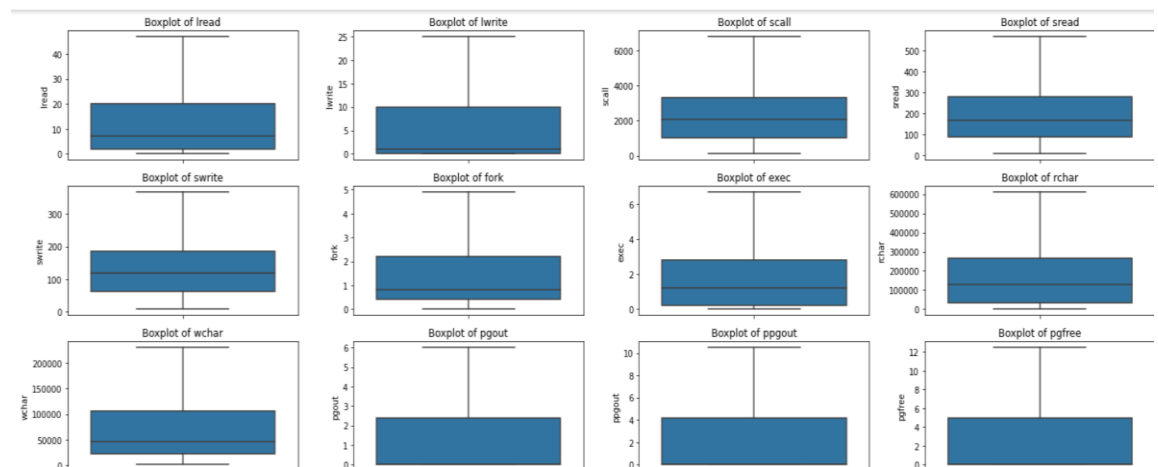 Boxplot of lread
Boxplot of lwrite
Boxplot of scall
Boxplot of sread
lread
40
30
20
10
0
lwrite
25
20
15
10
5
0
scall
6000
4000
2000
0
sread
500
400
300
200
100
0
Boxplot of swrite
Boxplot of fork
Boxplot of exec
Boxplot of rchar
swrite
300
200
100
0
fork
5
4
3
2
1
0
exec
6
4
2
0
rchar
600000
500000
400000
300000
200000
100000
0
Boxplot of wchar
Boxplot of pgout
Boxplot of ppgout
Boxplot of pgfree
wchar
200000
150000
100000
50000
0
pgout
6
5
4
3
2
1
0
ppgout
10
8
6
4
2
0
pgfree
12
10
8
6
4
2
0